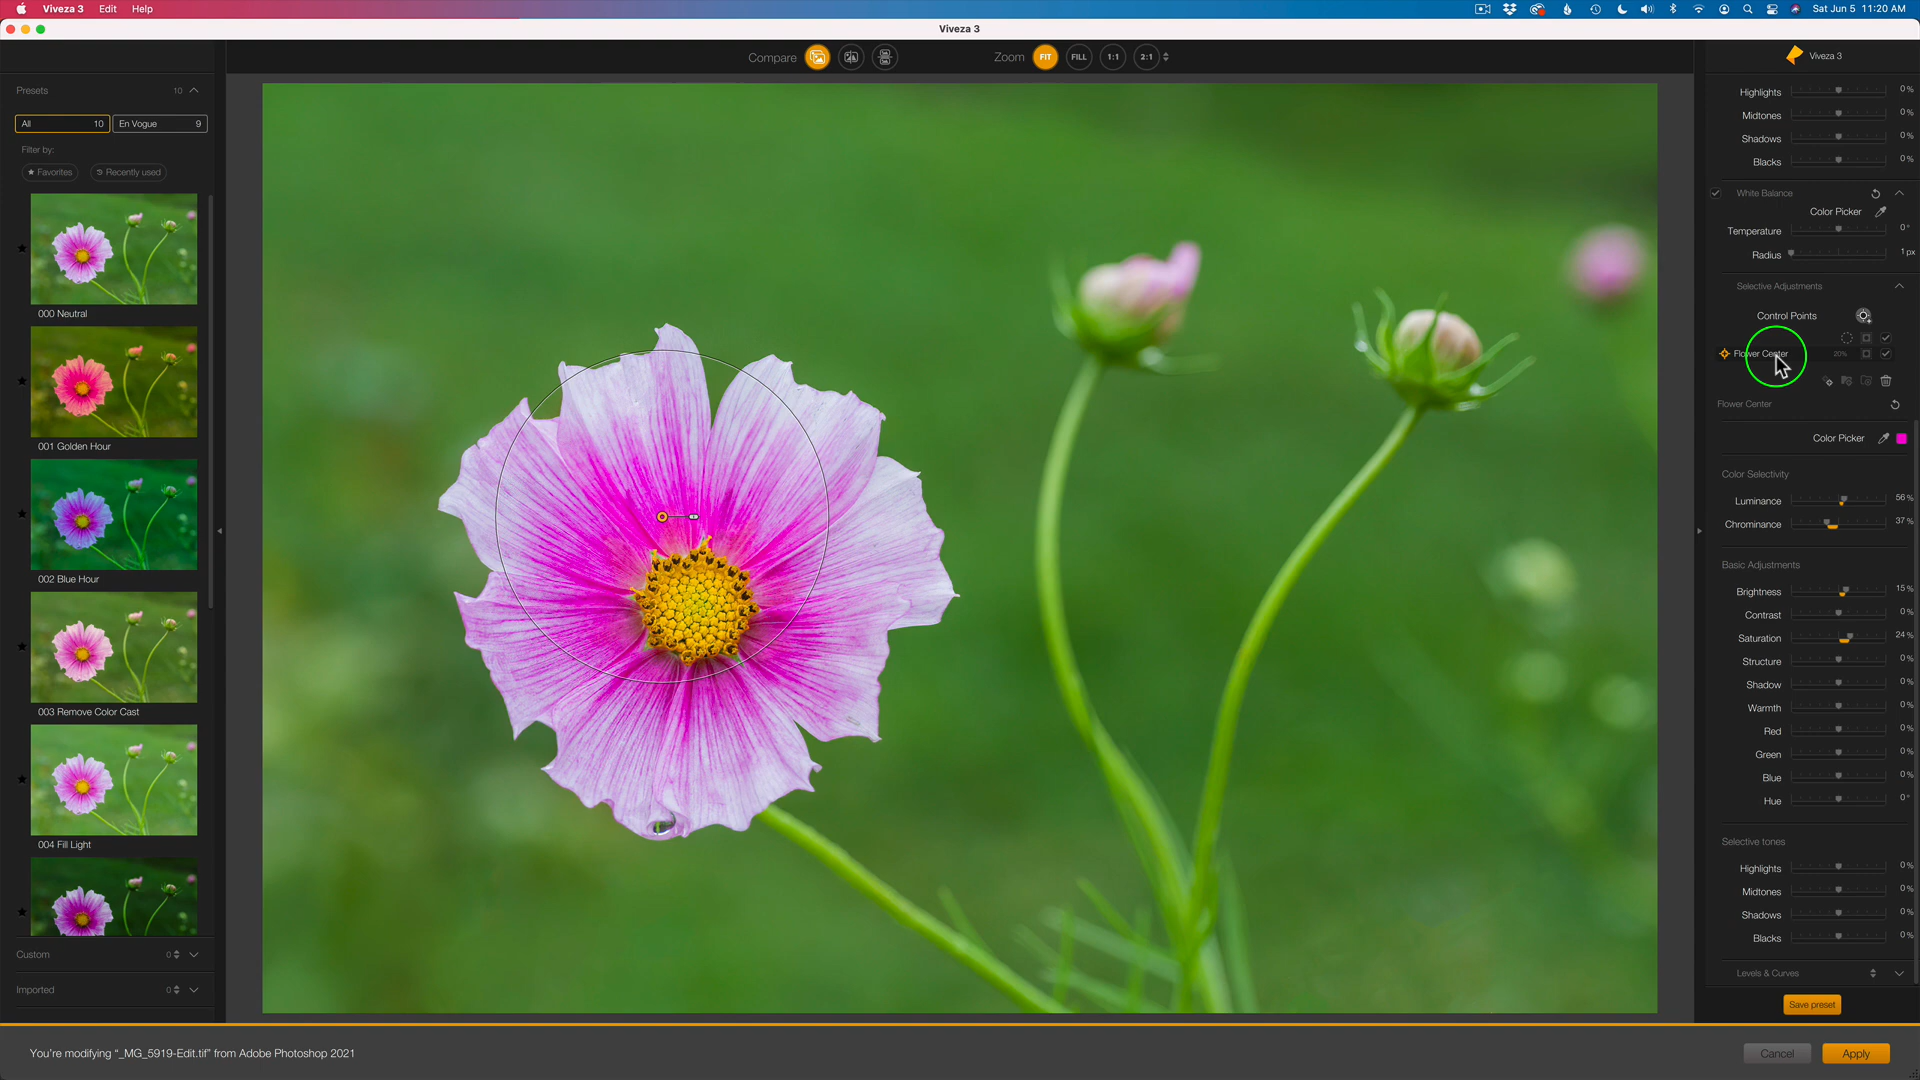 Viveza 3 Edit Help
Sat Jun 5 11:20 AM
Viveza 3
Compare
Zoom FIT FILL 1:1 2:1
Viveza 3
Presets 10
All 10 En Vogue 9
Filter by:
Favorites Recently used
000 Neutral
001 Golden Hour
002 Blue Hour
003 Remove Color Cast
004 Fill Light
Custom 0
Imported 0
Highlights 0 %
Midtones 0 %
Shadows 0 %
Blacks 0 %
White Balance
Color Picker
Temperature 0 °
Radius 1 px
Selective Adjustments
Control Points
Flower Center 20%
Flower Center
Color Picker
Color Selectivity
Luminance 56 %
Chrominance 37 %
Basic Adjustments
Brightness 15 %
Contrast 0 %
Saturation 24 %
Structure 0 %
Shadow 0 %
Warmth 0 %
Red 0 %
Green 0 %
Blue 0 %
Hue 0 °
Selective tones
Highlights 0 %
Midtones 0 %
Shadows 0 %
Blacks 0 %
Levels & Curves
Save preset
You're modifying "_MG_5919-Edit.tif" from Adobe Photoshop 2021
Cancel Apply